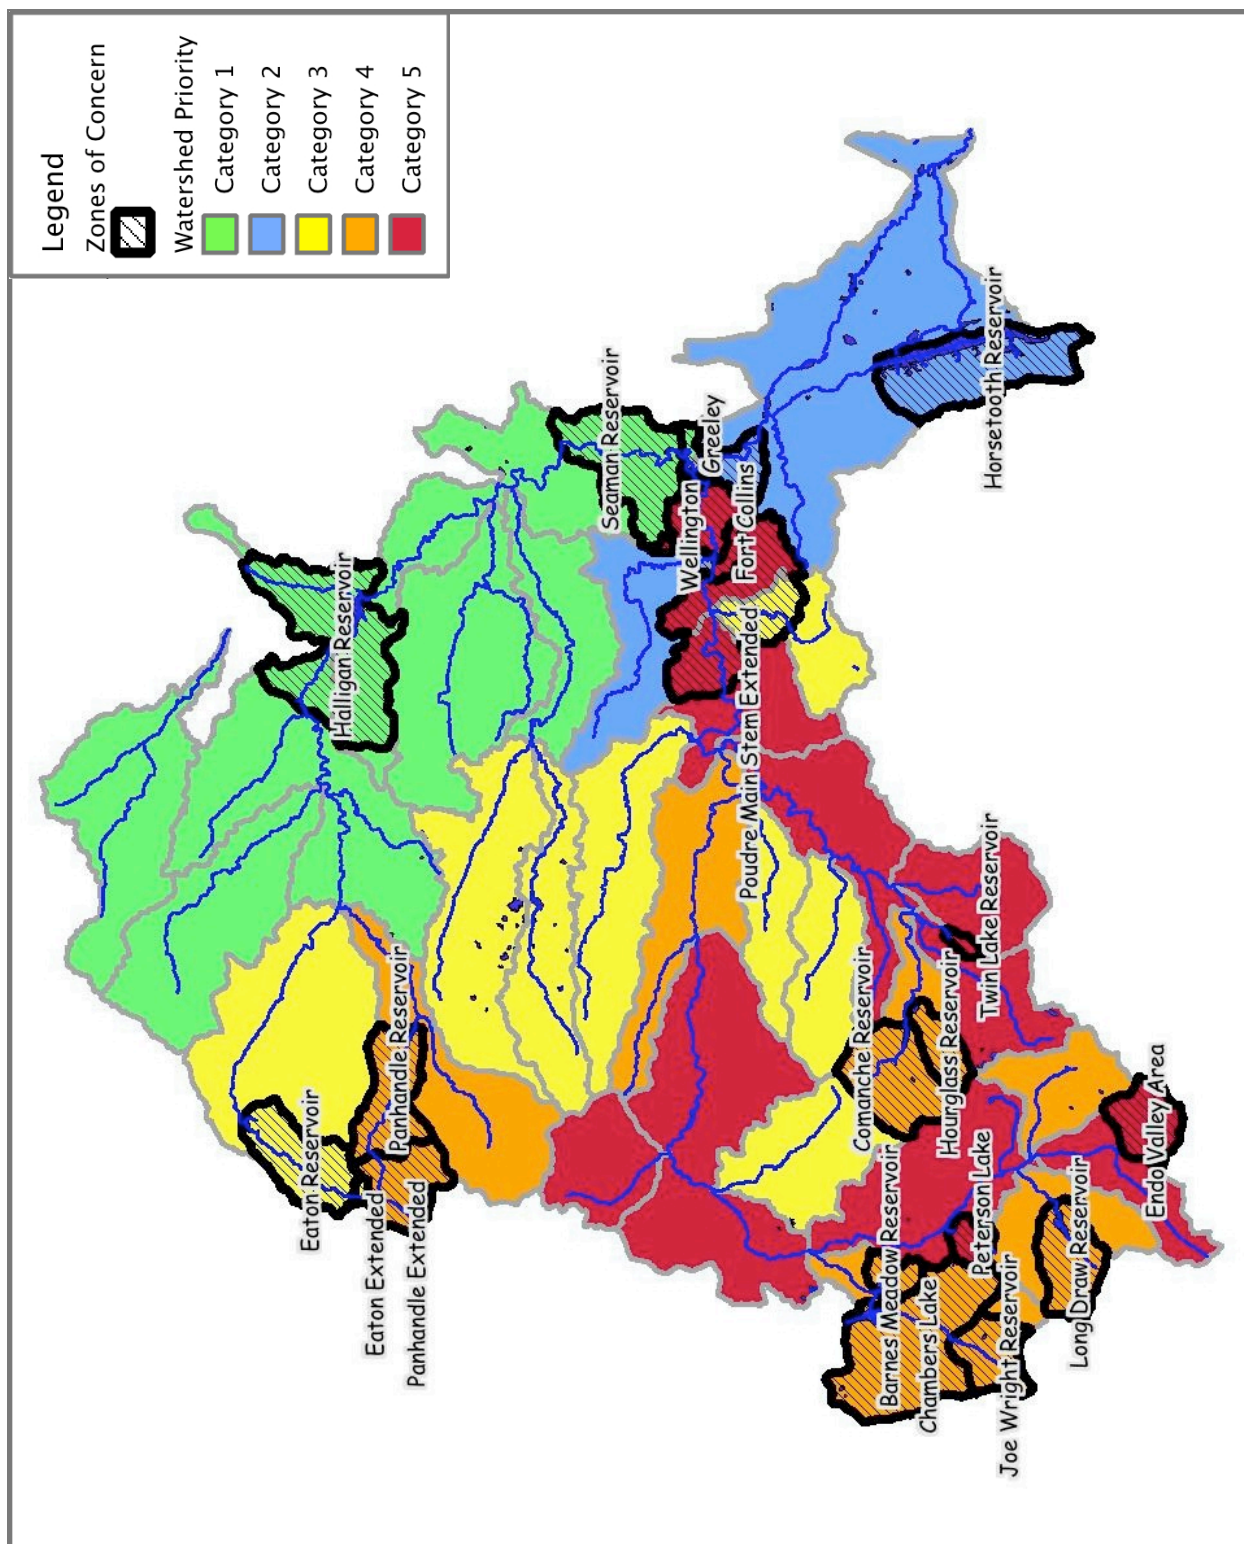 Legend
Zones of Concern
Watershed Priority
Category 1
Category 2
Category 3
Category 4
Category 5
Eaton Reservoir
Eaton Extended
Panhandle Extended
Panhandle Reservoir
Halligan Reservoir
Seaman Reservoir
Wellington
Greeley
Fort Collins
Poudre Main Stem Extended
Horsetooth Reservoir
Barnes Meadow Reservoir
Chambers Lake
Peterson Lake
Joe Wright Reservoir
Long Draw Reservoir
Comanche Reservoir
Hourglass Reservoir
Twin Lake Reservoir
Endo Valley Area